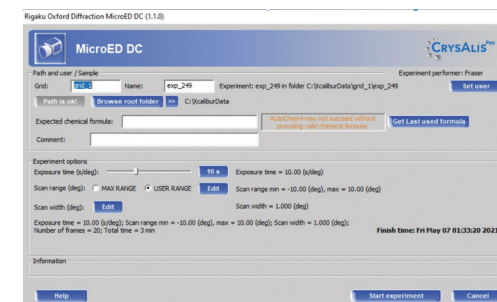 Rigaku Oxford Diffraction MicroED DC (1.1.0)
MicroED DC
CRYSALIS Pro
Path and user / Sample
Experiment performer: Fraser
Grid: grid_1 Name: exp_249 Experiment: exp_249 in folder C:\XcaliburData\grid_1\exp_249 Set user
Path is ok! Browse root folder >> C:\XcaliburData
Expected chemical formula: AutoChem4 may not succeed without providing valid chemical formula! Get Last used formula
Comment:
Experiment options
Exposure time (s/deg): 10 s Exposure time = 10.00 (s/deg)
Scan range (deg): MAX RANGE USER RANGE Edit Scan range min = -10.00 (deg), max = 10.00 (deg)
Scan width (deg): Edit Scan width = 1.000 (deg)
Exposure time = 10.00 (s/deg); Scan range min = -10.00 (deg), max = 10.00 (deg); Scan width = 1.000 (deg);
Number of frames = 20; Total time = 3 min
Finish time: Fri May 07 01:33:20 2021
Information
Help Start experiment Cancel